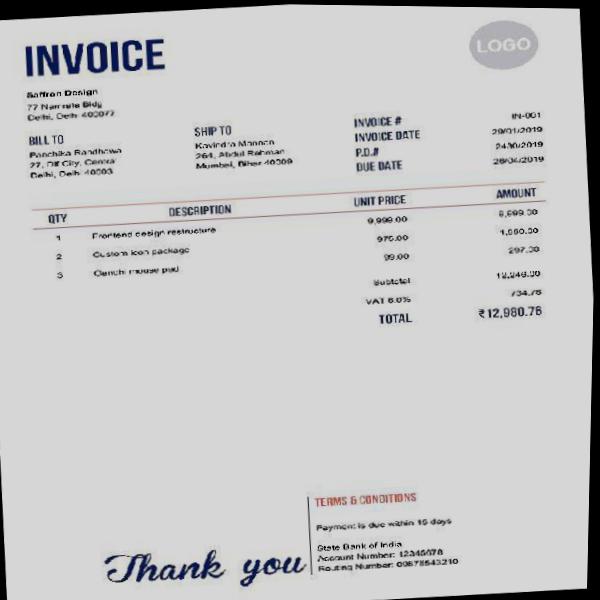 INVOICE
LOGO
Saffron Design
77 Namrata Bldg
Delhi, Delhi 400077
BILL TO
Panchika Randhawa
27, Dlf City, Central
Delhi, Delhi 40003
SHIP TO
Kavindra Mannan
264, Abdul Rehman
Mumbai, Bihar 40009
INVOICE # IN-001
INVOICE DATE 29/01/2019
P.O.# 2430/2019
DUE DATE 26/04/2019
QTY DESCRIPTION UNIT PRICE AMOUNT
1 Frontend design restructure 9,999.00 9,999.00
2 Custom icon package 975.00 1,950.00
3 Gandhi mouse pad 99.00 297.00
Subtotal 12,246.00
VAT 6.0% 734.76
TOTAL ₹12,980.76
TERMS & CONDITIONS
Payment is due within 15 days
State Bank of India
Account Number: 12345678
Routing Number: 09876543210
Thank you